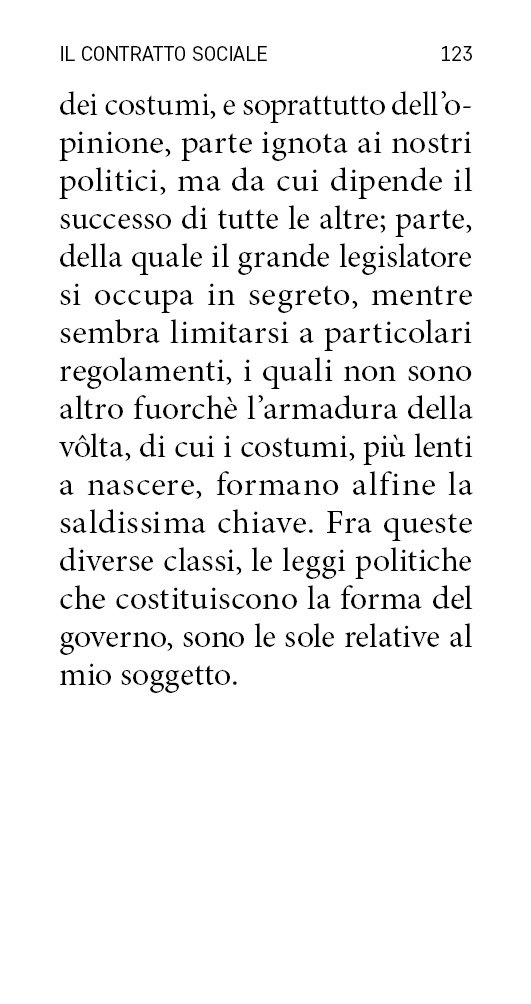 IL CONTRATTO SOCIALE 123
dei costumi, e soprattutto dell’o-
pinione, parte ignota ai nostri
politici, ma da cui dipende il
successo di tutte le altre; parte,
della quale il grande legislatore
si occupa in segreto, mentre
sembra limitarsi a particolari
regolamenti, i quali non sono
altro fuorchè l’armadura della
vôlta, di cui i costumi, più lenti
a nascere, formano alfine la
saldissima chiave. Fra queste
diverse classi, le leggi politiche
che costituiscono la forma del
governo, sono le sole relative al
mio soggetto.